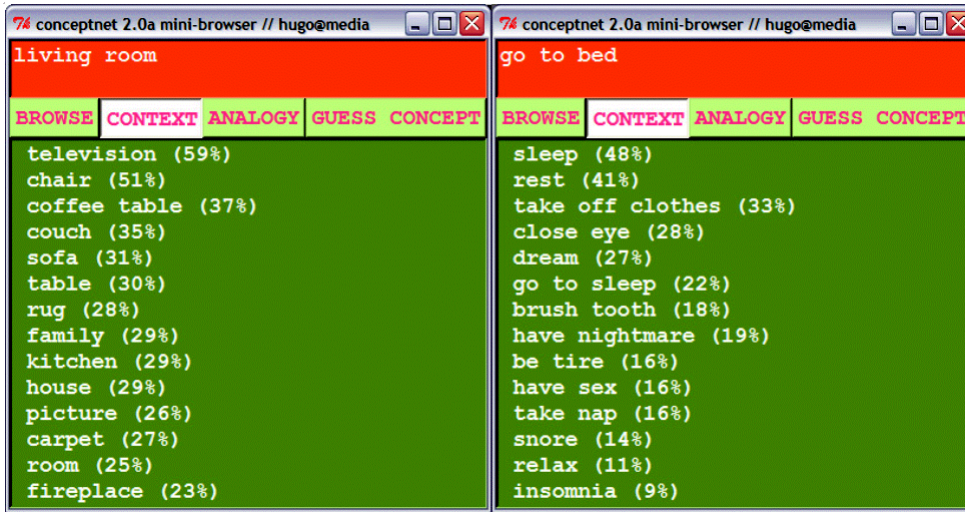 conceptnet 2.0a mini-browser // hugo@media
living room
BROWSE CONTEXT ANALOGY GUESS CONCEPT
television (59%)
chair (51%)
coffee table (37%)
couch (35%)
sofa (31%)
table (30%)
rug (28%)
family (29%)
kitchen (29%)
house (29%)
picture (26%)
carpet (27%)
room (25%)
fireplace (23%)
conceptnet 2.0a mini-browser // hugo@media
go to bed
BROWSE CONTEXT ANALOGY GUESS CONCEPT
sleep (48%)
rest (41%)
take off clothes (33%)
close eye (28%)
dream (27%)
go to sleep (22%)
brush tooth (18%)
have nightmare (19%)
be tire (16%)
have sex (16%)
take nap (16%)
snore (14%)
relax (11%)
insomnia (9%)